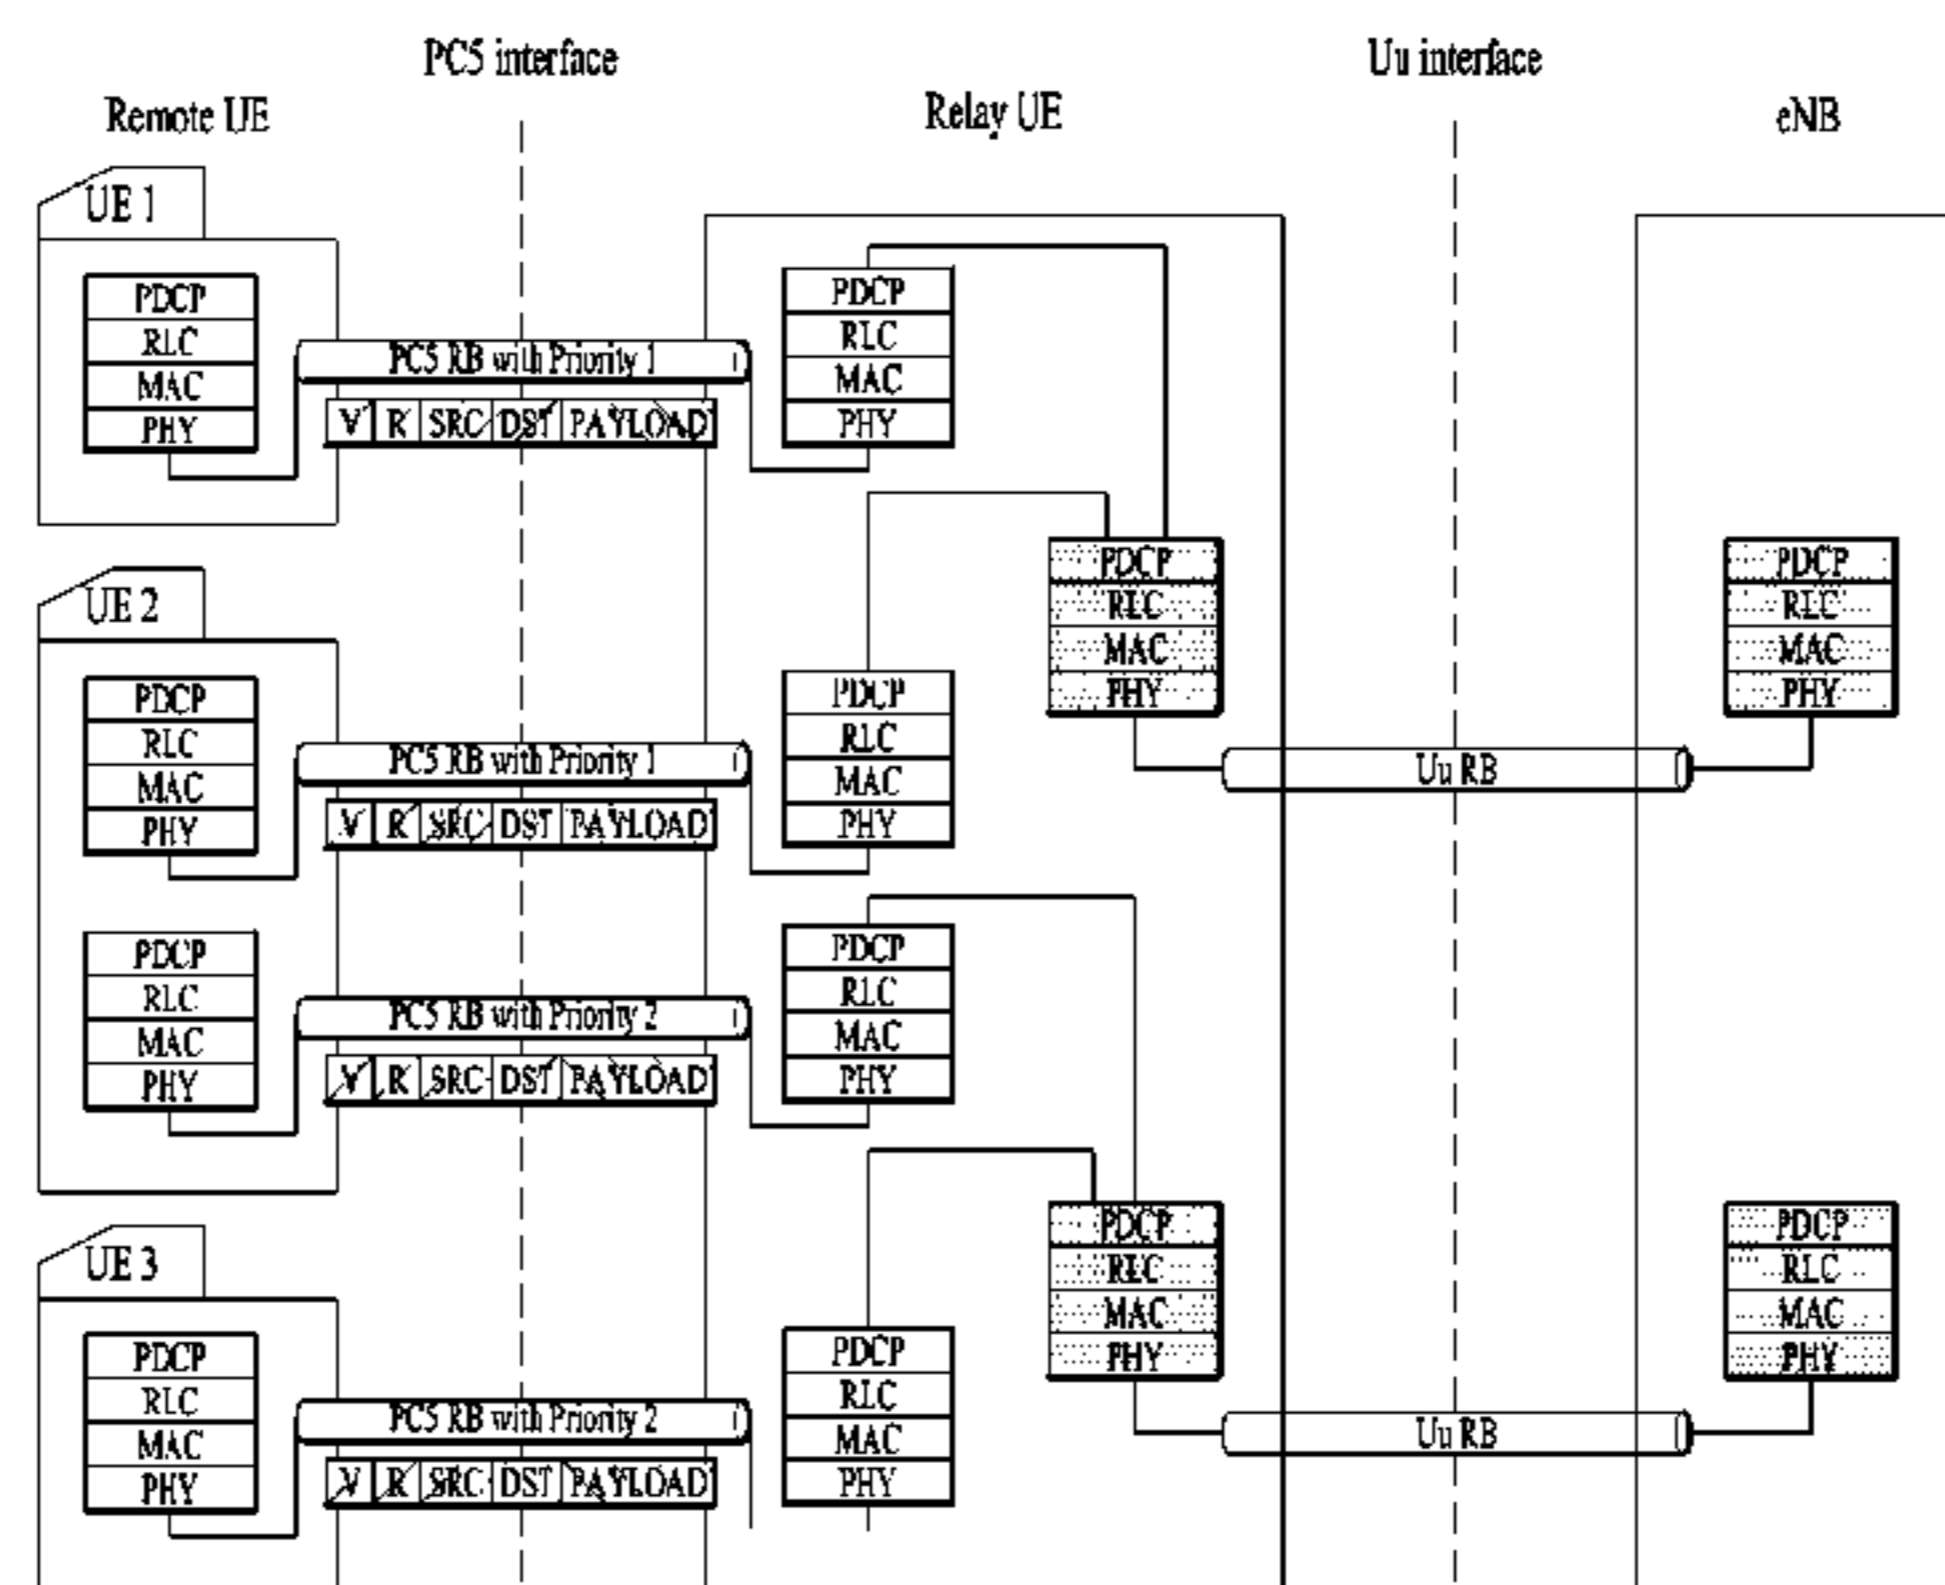 PC5 interface
Uu interface
Remote UE
Relay UE
eNB
UE 1
PDCP
RLC
MAC
PHY
PC5 RB with Priority 1
V R SRC DST PAYLOAD
PDCP
RLC
MAC
PHY
UE 2
PDCP
RLC
MAC
PHY
PC5 RB with Priority 1
V R SRC DST PAYLOAD
PDCP
RLC
MAC
PHY
PDCP
RLC
MAC
PHY
Uu RB
PDCP
RLC
MAC
PHY
PDCP
RLC
MAC
PHY
PC5 RB with Priority 2
V R SRC DST PAYLOAD
PDCP
RLC
MAC
PHY
UE 3
PDCP
RLC
MAC
PHY
PC5 RB with Priority 2
V R SRC DST PAYLOAD
PDCP
RLC
MAC
PHY
PDCP
RLC
MAC
PHY
Uu RB
PDCP
RLC
MAC
PHY